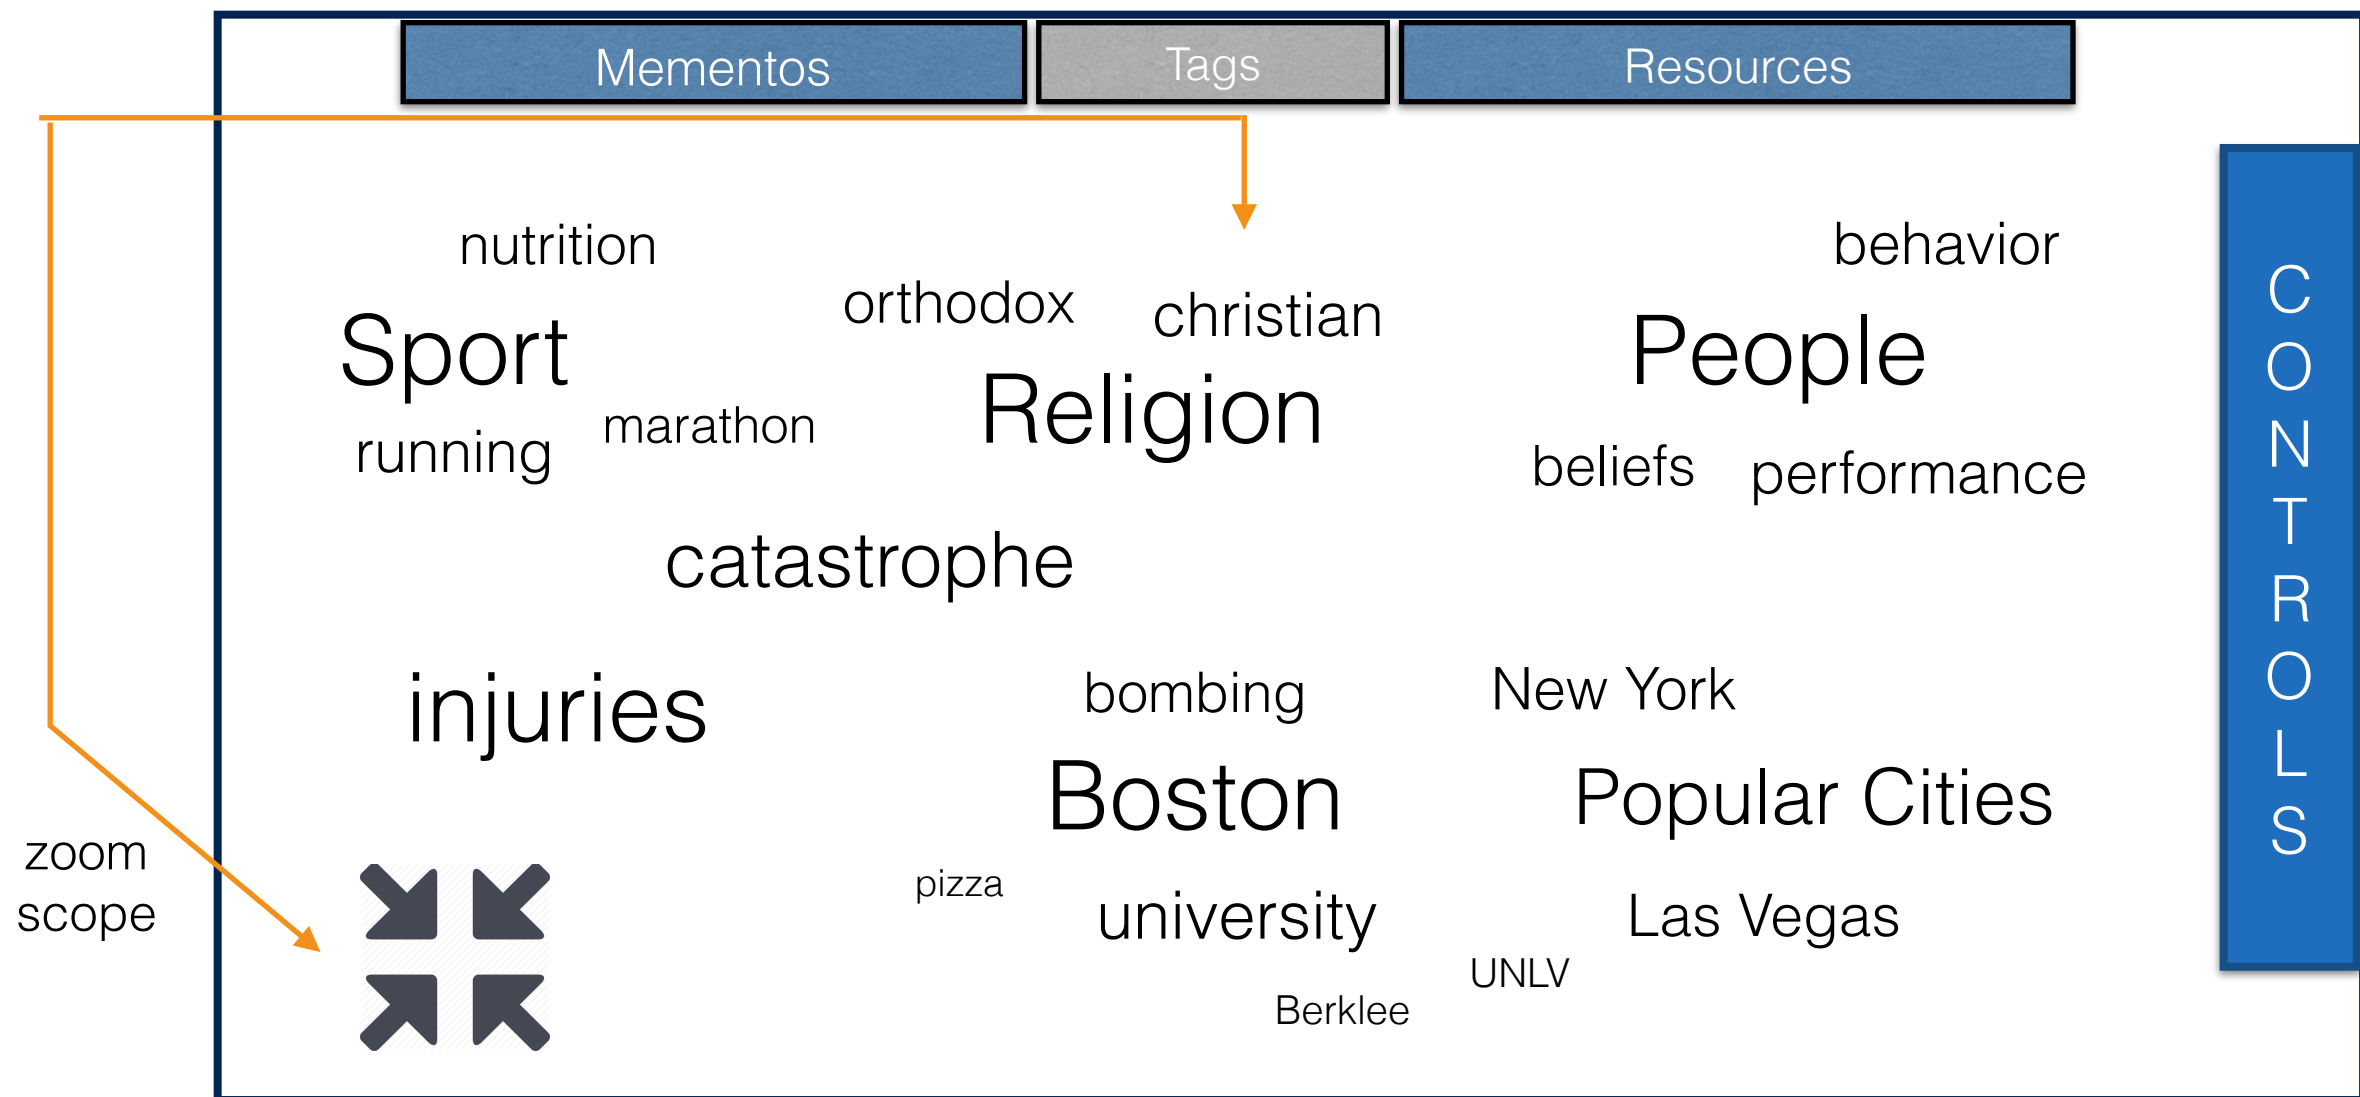 Mementos
Tags
Resources
nutrition
behavior
orthodox
christian
Sport
People
Religion
running
marathon
beliefs
performance
catastrophe
injuries
bombing
New York
Boston
Popular Cities
zoom
scope
pizza
university
Las Vegas
UNLV
Berklee
CONTROLS